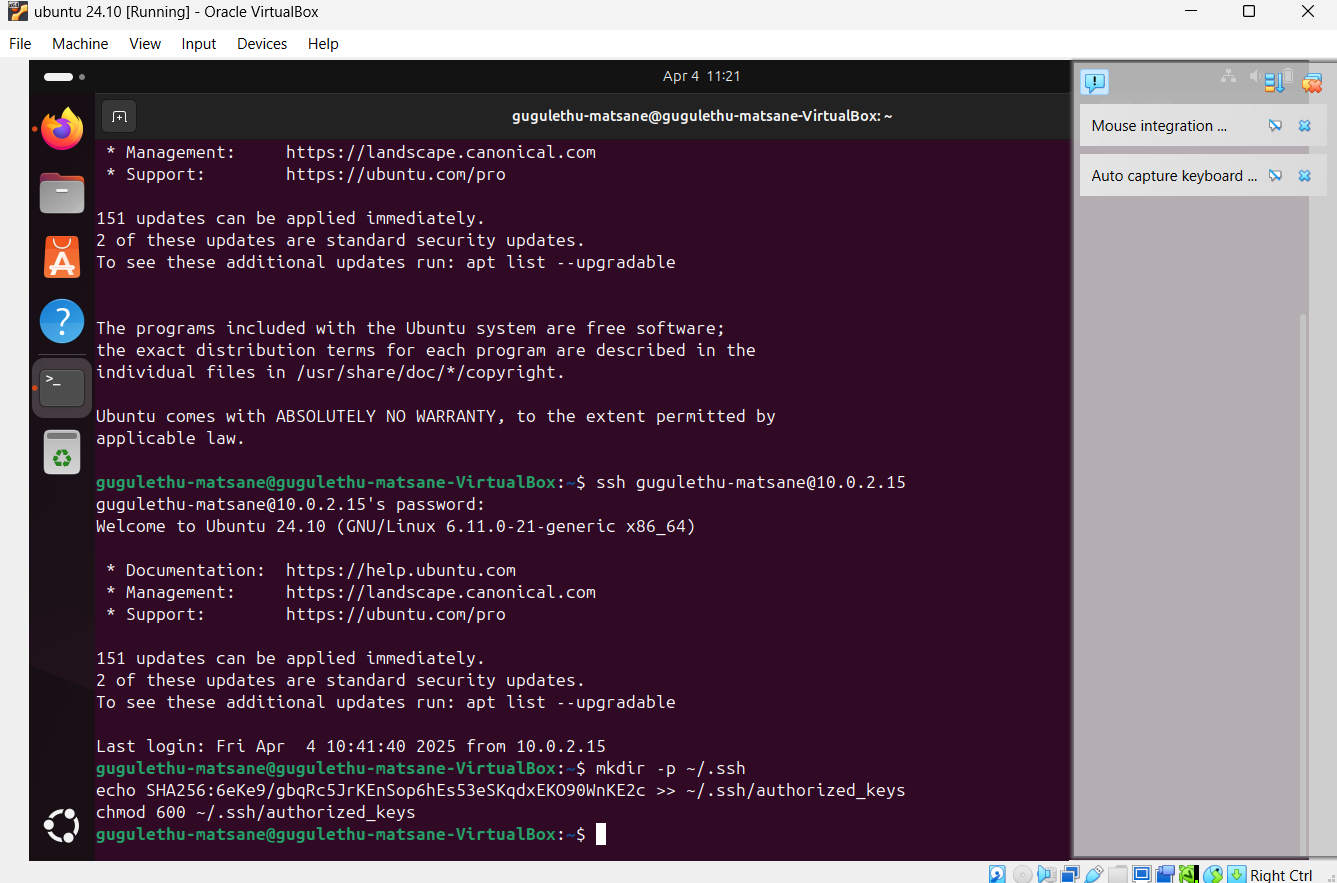 ubuntu 24.10 [Running] - Oracle VirtualBox
File Machine View Input Devices Help
Apr 4 11:21
gugulethu-matsane@gugulethu-matsane-VirtualBox: ~
Mouse integration ...
Auto capture keyboard ...
* Management:     https://landscape.canonical.com
* Support:        https://ubuntu.com/pro
151 updates can be applied immediately.
2 of these updates are standard security updates.
To see these additional updates run: apt list --upgradable
The programs included with the Ubuntu system are free software;
the exact distribution terms for each program are described in the
individual files in /usr/share/doc/*/copyright.
Ubuntu comes with ABSOLUTELY NO WARRANTY, to the extent permitted by
applicable law.
gugulethu-matsane@gugulethu-matsane-VirtualBox:~$ ssh gugulethu-matsane@10.0.2.15
gugulethu-matsane@10.0.2.15's password:
Welcome to Ubuntu 24.10 (GNU/Linux 6.11.0-21-generic x86_64)
* Documentation:  https://help.ubuntu.com
* Management:     https://landscape.canonical.com
* Support:        https://ubuntu.com/pro
151 updates can be applied immediately.
2 of these updates are standard security updates.
To see these additional updates run: apt list --upgradable
Last login: Fri Apr  4 10:41:40 2025 from 10.0.2.15
gugulethu-matsane@gugulethu-matsane-VirtualBox:~$ mkdir -p ~/.ssh
echo SHA256:6eKe9/gbqRc5JrKEnSop6hEs53eSKqdxEKO90WnKE2c >> ~/.ssh/authorized_keys
chmod 600 ~/.ssh/authorized_keys
gugulethu-matsane@gugulethu-matsane-VirtualBox:~$
Right Ctrl